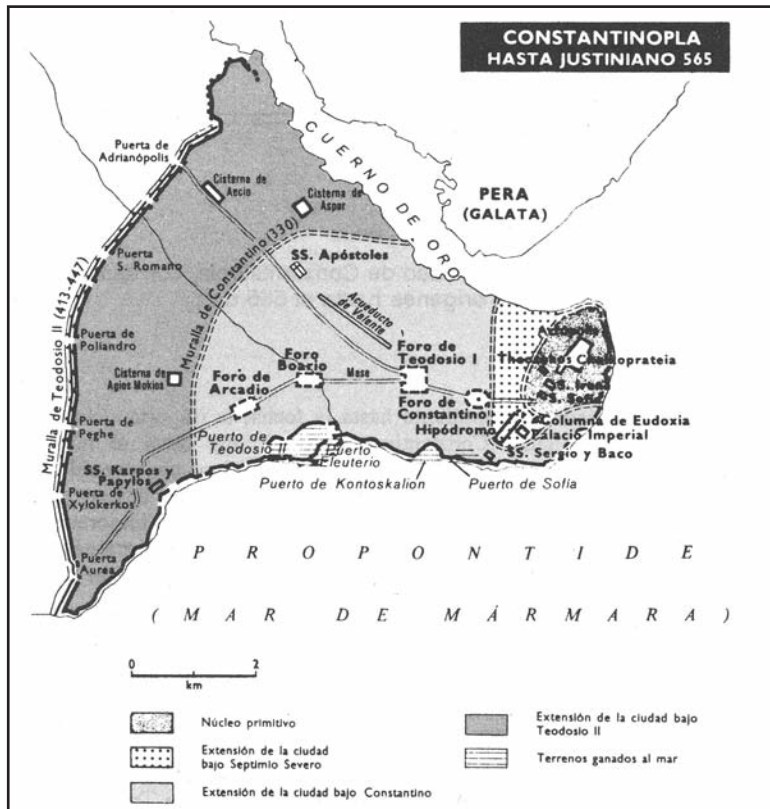 CONSTANTINOPLA
HASTA JUSTINIANO 565
CUERNO DE ORO
PERA
(GALATA)
Puerta de
Adrianópolis
Cisterna de
Aecio
Cisterna de
Aspar
Muralla de Constantino (330)
SS. Apóstoles
Puerta
S. Romano
Acueducto
de Valente
Muralla de Teodosio II (413-447)
Puerta de
Poliandro
Cisterna de
Agios Mokios
Foro
Boario
Mese
Foro de
Teodosio I
Foro de
Arcadio
Foro de
Constantino
Hipódromo
Chalkoprateia
S. Irene
S. Sofía
Columna de Eudoxia
Palacio Imperial
SS. Sergio y Baco
Puerta de
Peghe
Puerto de
Teodosio II
Puerto
Eleuterio
Puerto de Kontoskalion
Puerto de Sofía
SS. Karpos y
Papylos
Puerta de
Xylokerkos
Puerta
Aurea
PROPONTIDE
(MAR DE MÁRMARA)
0 2
km
Núcleo primitivo
Extensión de la ciudad
bajo Septimio Severo
Extensión de la ciudad bajo Constantino
Extensión de la ciudad bajo
Teodosio II
Terrenos ganados al mar